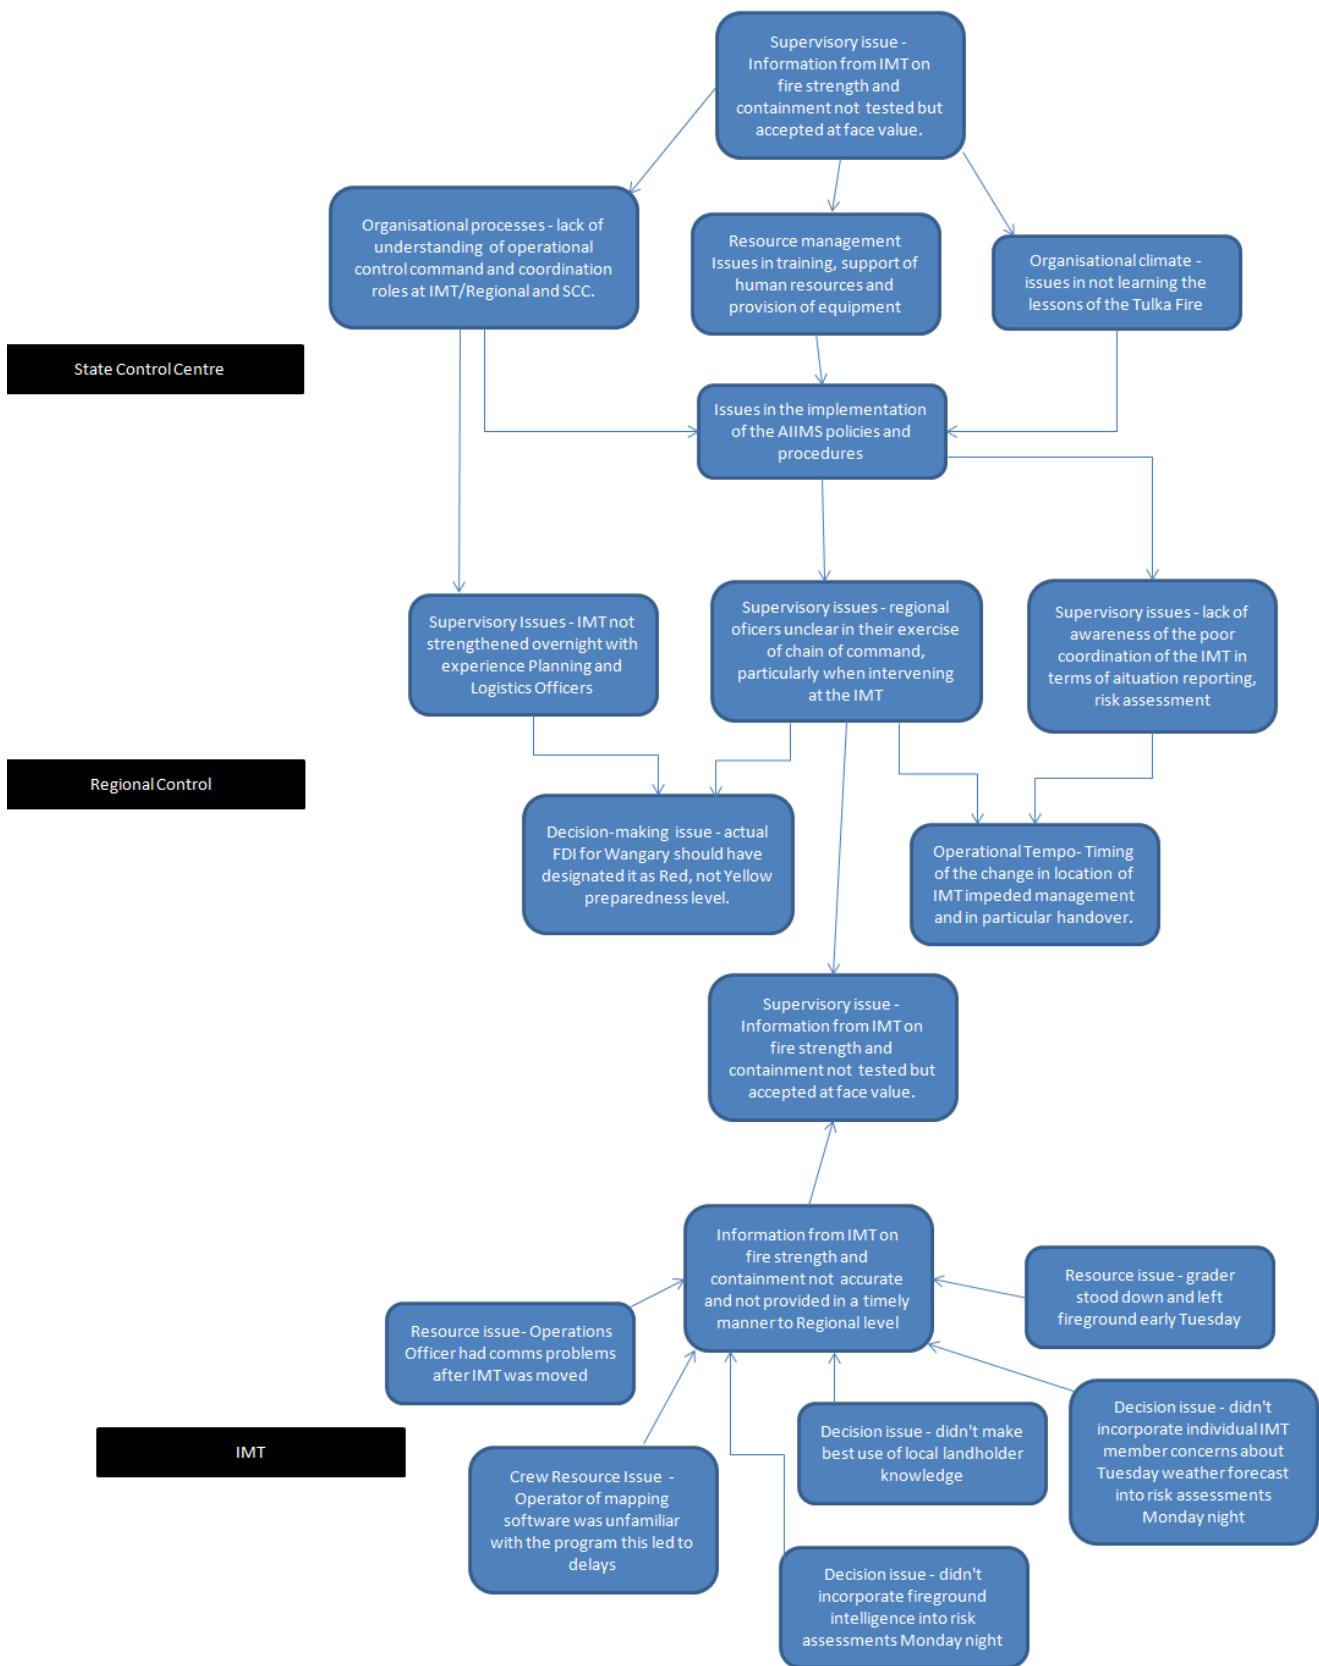 Supervisory issue -
Information from IMT on
fire strength and
containment not tested but
accepted at face value.
Organisational processes - lack of
understanding of operational
control command and coordination
roles at IMT/Regional and SCC.
Resource management
Issues in training, support of
human resources and
provision of equipment
Organisational climate -
issues in not learning the
lessons of the Tulka Fire
State Control Centre
Issues in the implementation
of the AIIMS policies and
procedures
Supervisory Issues - IMT not
strengthened overnight with
experience Planning and
Logistics Officers
Supervisory issues - regional
oficers unclear in their exercise
of chain of command,
particularly when intervening
at the IMT
Supervisory issues - lack of
awareness of the poor
coordination of the IMT in
terms of aituation reporting,
risk assessment
Regional Control
Decision-making issue - actual
FDI for Wangary should have
designated it as Red, not Yellow
preparedness level.
Operational Tempo- Timing
of the change in location of
IMT impeded management
and in particular handover.
Supervisory issue -
Information from IMT on
fire strength and
containment not tested but
accepted at face value.
Information from IMT on
fire strength and
containment not accurate
and not provided in a timely
manner to Regional level
Resource issue - grader
stood down and left
fireground early Tuesday
Resource issue- Operations
Officer had comms problems
after IMT was moved
IMT
Crew Resource Issue -
Operator of mapping
software was unfamiliar
with the program this led to
delays
Decision issue - didn't make
best use of local landholder
knowledge
Decision issue - didn't
incorporate individual IMT
member concerns about
Tuesday weather forecast
into risk assessments
Monday night
Decision issue - didn't
incorporate fireground
intelligence into risk
assessments Monday night